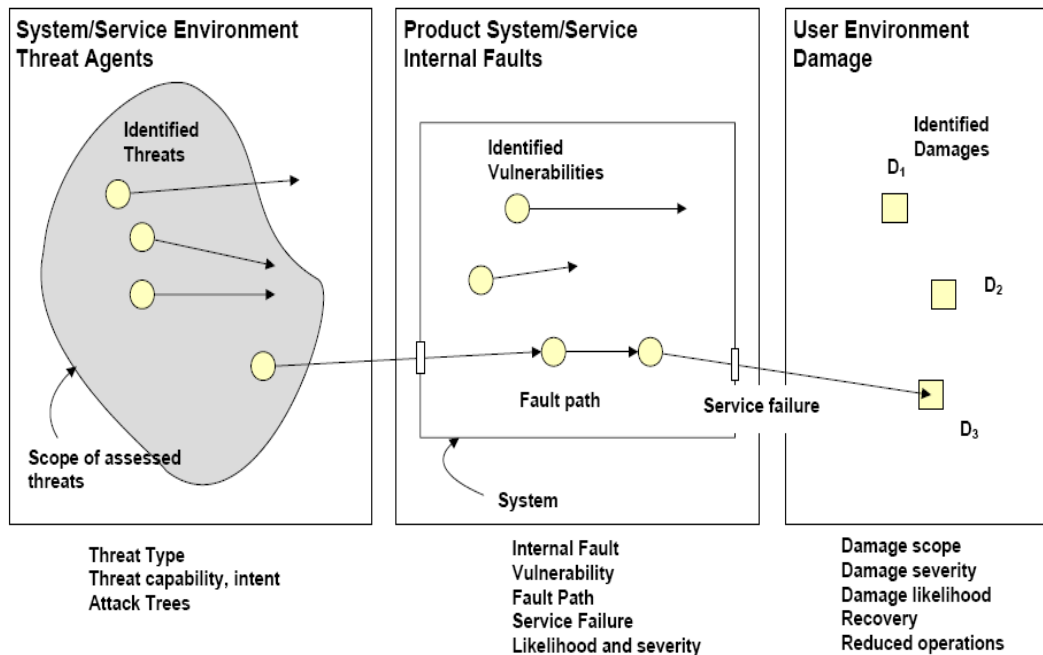 System/Service Environment
Threat Agents
Identified
Threats
Scope of assessed
threats
Threat Type
Threat capability, intent
Attack Trees
Product System/Service
Internal Faults
Identified
Vulnerabilities
Fault path
Service failure
System
Internal Fault
Vulnerability
Fault Path
Service Failure
Likelihood and severity
User Environment
Damage
Identified
Damages
D₁
D₂
D₃
Damage scope
Damage severity
Damage likelihood
Recovery
Reduced operations